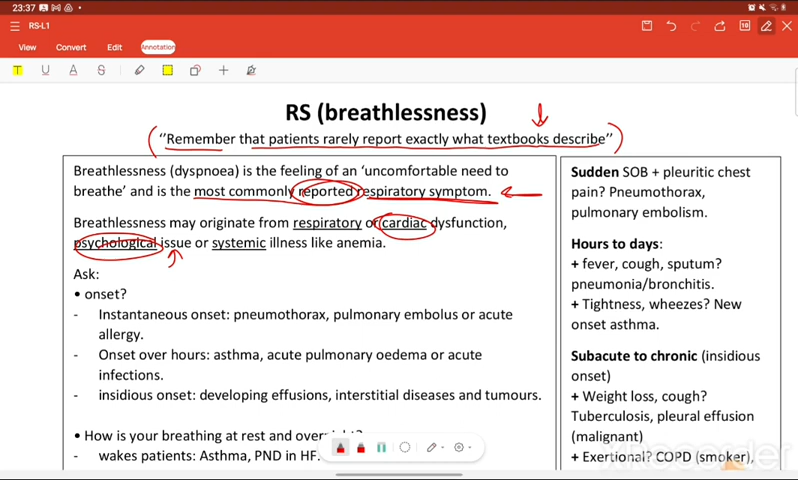 23:37
RS-L1
View Convert Edit Annotation
10
T U A S
RS (breathlessness)
"Remember that patients rarely report exactly what textbooks describe"
Breathlessness (dyspnoea) is the feeling of an 'uncomfortable need to
breathe' and is the most commonly reported respiratory symptom.
Breathlessness may originate from respiratory or cardiac dysfunction,
psychological issue or systemic illness like anemia.
Ask:
• onset?
- Instantaneous onset: pneumothorax, pulmonary embolus or acute
allergy.
- Onset over hours: asthma, acute pulmonary oedema or acute
infections.
- insidious onset: developing effusions, interstitial diseases and tumours.
• How is your breathing at rest and overnight?
- wakes patients: Asthma, PND in HF.
Sudden SOB + pleuritic chest
pain? Pneumothorax,
pulmonary embolism.
Hours to days:
+ fever, cough, sputum?
pneumonia/bronchitis.
+ Tightness, wheezes? New
onset asthma.
Subacute to chronic (insidious
onset)
+ Weight loss, cough?
Tuberculosis, pleural effusion
(malignant)
+ Exertional? COPD (smoker),